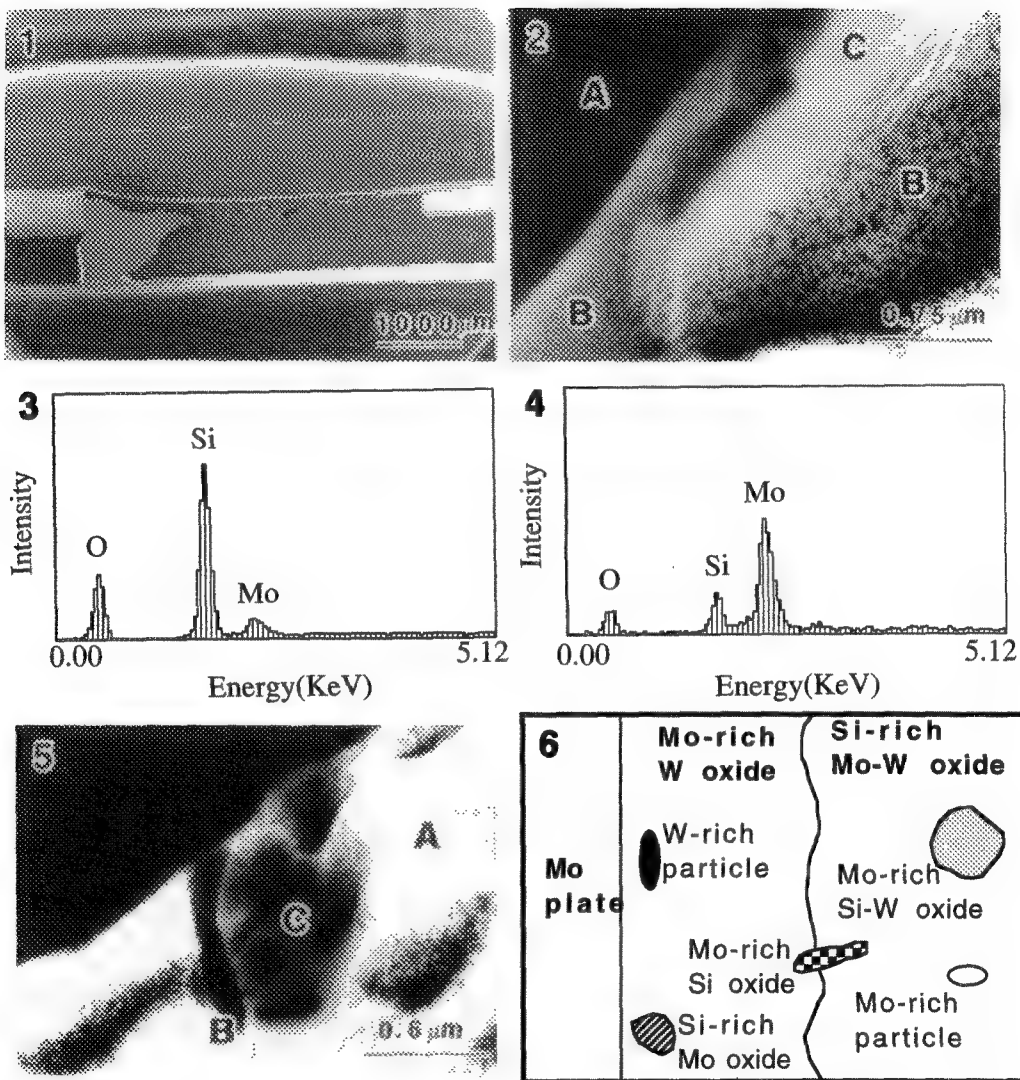 1
1000 μm
2
A
C
B
B
0.75 μm
3
Si
O
Mo
Intensity
0.00
5.12
Energy(KeV)
4
Mo
Si
O
Intensity
0.00
5.12
Energy(KeV)
5
A
C
B
0.6 μm
6
Mo-rich
W oxide
Si-rich
Mo-W oxide
W-rich
particle
Mo
plate
Mo-rich
Si-W oxide
Mo-rich
Si oxide
Mo-rich
particle
Si-rich
Mo oxide